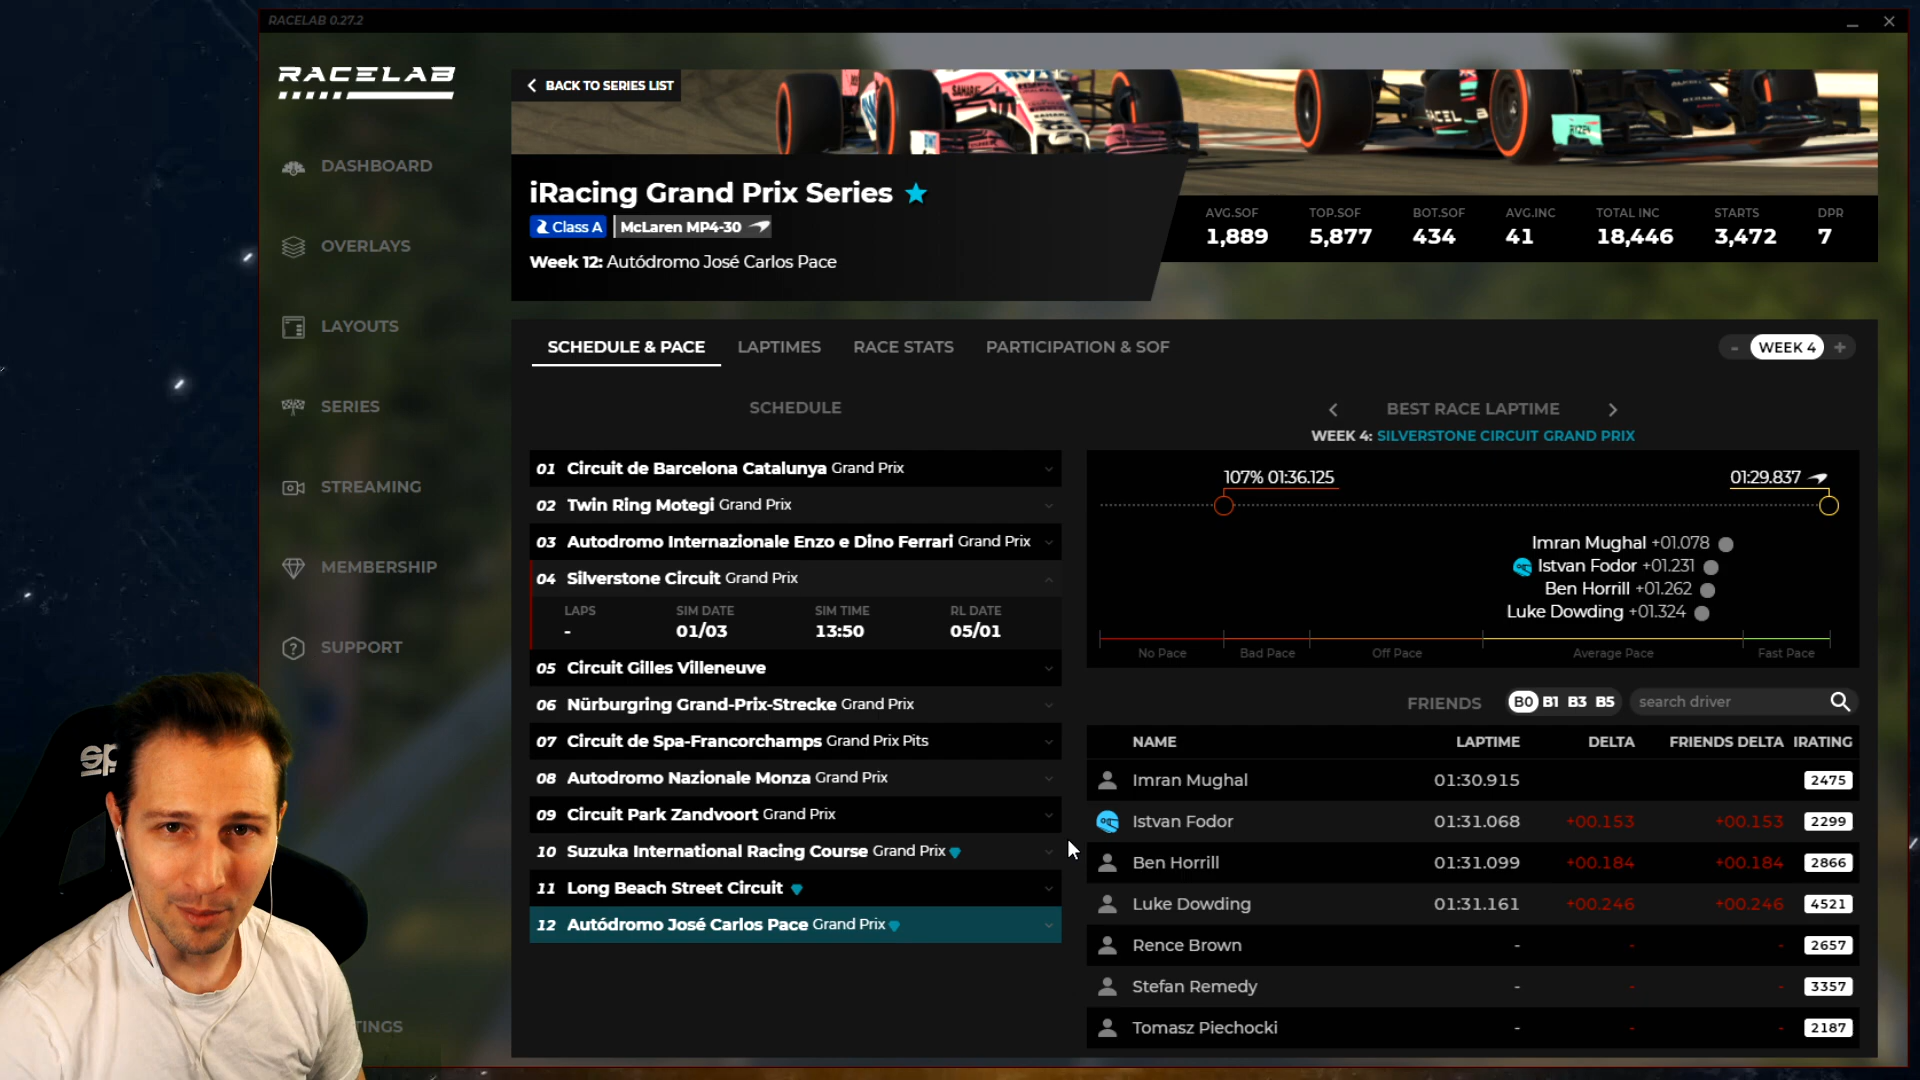 RACELAB 0.27.2
RACELAB
DASHBOARD
OVERLAYS
LAYOUTS
SERIES
STREAMING
MEMBERSHIP
SUPPORT
TINGS
BACK TO SERIES LIST
iRacing Grand Prix Series
Class A McLaren MP4-30
Week 12: Autódromo José Carlos Pace
AVG.SOF TOP.SOF BOT.SOF AVG.INC TOTAL INC STARTS DPR
1,889 5,877 434 41 18,446 3,472 7
SCHEDULE & PACE LAPTIMES RACE STATS PARTICIPATION & SOF
- WEEK 4 +
SCHEDULE
01 Circuit de Barcelona Catalunya Grand Prix
02 Twin Ring Motegi Grand Prix
03 Autodromo Internazionale Enzo e Dino Ferrari Grand Prix
04 Silverstone Circuit Grand Prix
LAPS SIM DATE SIM TIME RL DATE
- 01/03 13:50 05/01
05 Circuit Gilles Villeneuve
06 Nürburgring Grand-Prix-Strecke Grand Prix
07 Circuit de Spa-Francorchamps Grand Prix Pits
08 Autodromo Nazionale Monza Grand Prix
09 Circuit Park Zandvoort Grand Prix
10 Suzuka International Racing Course Grand Prix
11 Long Beach Street Circuit
12 Autódromo José Carlos Pace Grand Prix
BEST RACE LAPTIME
WEEK 4: SILVERSTONE CIRCUIT GRAND PRIX
107% 01:36.125 01:29.837
Imran Mughal +01.078
Istvan Fodor +01.231
Ben Horrill +01.262
Luke Dowding +01.324
No Pace Bad Pace Off Pace Average Pace Fast Pace
FRIENDS B0 B1 B3 B5 search driver
NAME LAPTIME DELTA FRIENDS DELTA IRATING
Imran Mughal 01:30.915 2475
Istvan Fodor 01:31.068 +00.153 +00.153 2299
Ben Horrill 01:31.099 +00.184 +00.184 2866
Luke Dowding 01:31.161 +00.246 +00.246 4521
Rence Brown - - - 2657
Stefan Remedy - - - 3357
Tomasz Piechocki - - - 2187